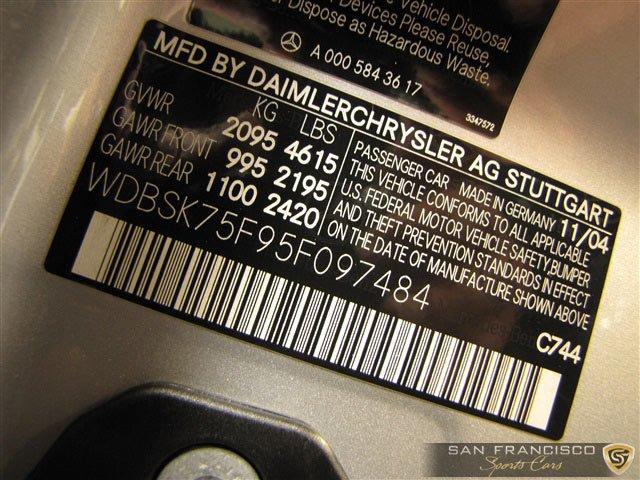 Vehicle Disposal.
Devices Please Reuse,
Dispose as Hazardous Waste.
A 000 584 36 17
3347572
MFD BY DAIMLERCHRYSLER AG STUTTGART
KG LBS
GVWR 2095 4615
GAWR FRONT 995 2195
GAWR REAR 1100 2420
PASSENGER CAR MADE IN GERMANY 11/04
THIS VEHICLE CONFORMS TO ALL APPLICABLE
U.S. FEDERAL MOTOR VEHICLE SAFETY,BUMPER
AND THEFT PREVENTION STANDARDS IN EFFECT
ON THE DATE OF MANUFACTURE SHOWN ABOVE
WDBSK75F95F097484
C744
SAN FRANCISCO
Sports Cars